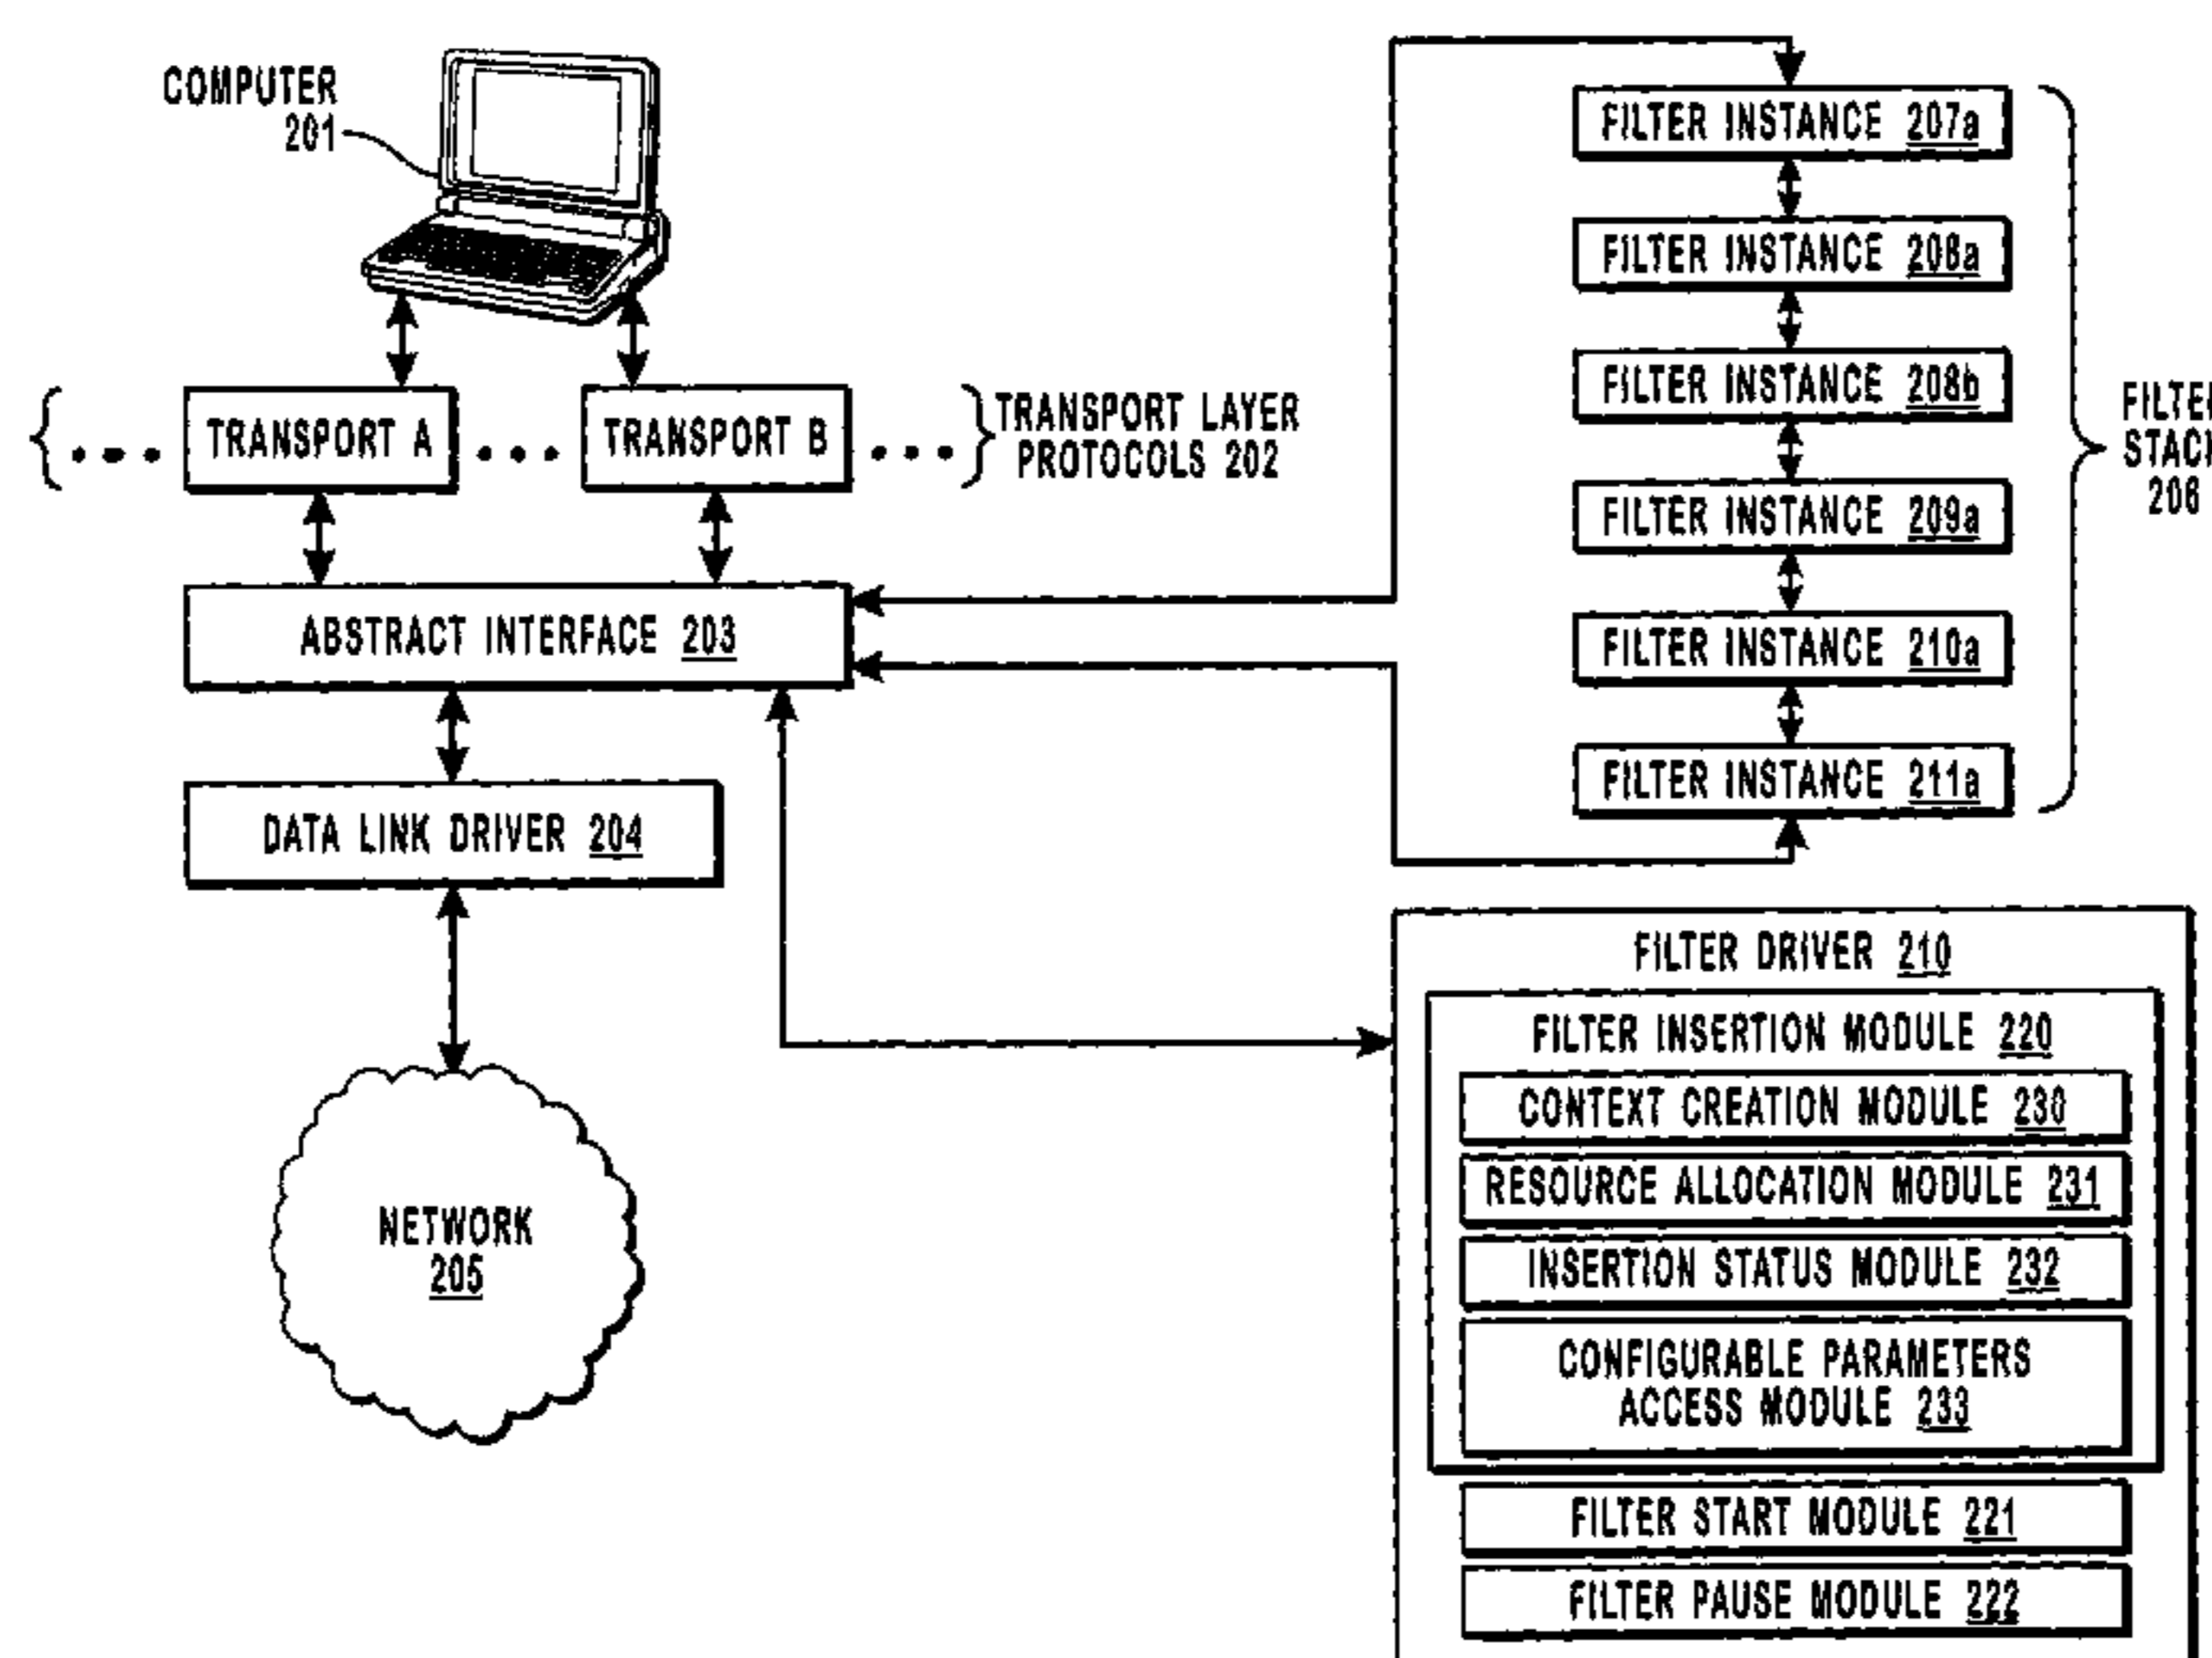 COMPUTER
201
TRANSPORT A
TRANSPORT B
TRANSPORT LAYER
PROTOCOLS 202
ABSTRACT INTERFACE 203
DATA LINK DRIVER 204
NETWORK
205
FILTER INSTANCE 207a
FILTER INSTANCE 208a
FILTER INSTANCE 208b
FILTER INSTANCE 209a
FILTER INSTANCE 210a
FILTER INSTANCE 211a
FILTER
STACK
206
FILTER DRIVER 210
FILTER INSERTION MODULE 220
CONTEXT CREATION MODULE 230
RESOURCE ALLOCATION MODULE 231
INSERTION STATUS MODULE 232
CONFIGURABLE PARAMETERS
ACCESS MODULE 233
FILTER START MODULE 221
FILTER PAUSE MODULE 222